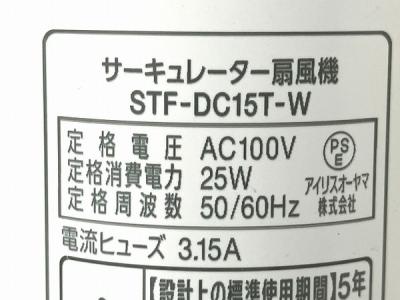 サーキュレーター扇風機
STF-DC15T-W
定格電圧 AC100V
定格消費電力 25W
定格周波数 50/60Hz
PSE
アイリスオーヤマ
株式会社
電流ヒューズ 3.15A
【設計上の標準使用期間】5年